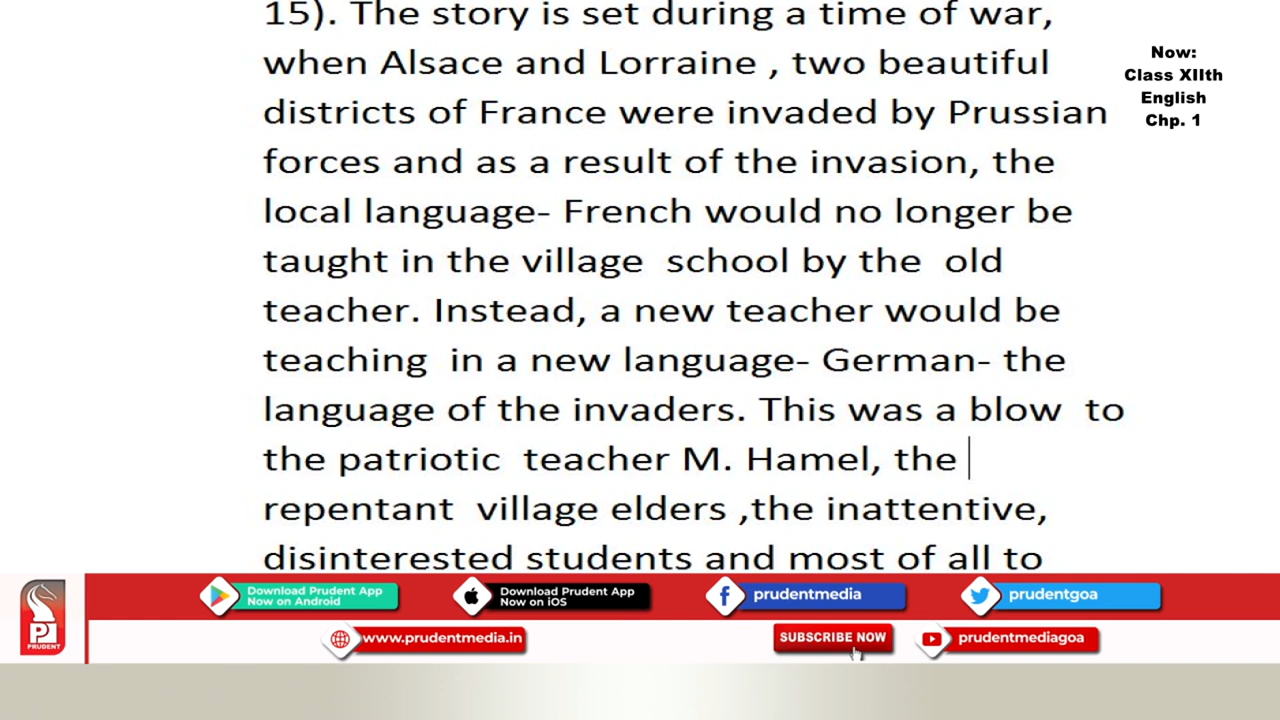 15). The story is set during a time of war,
when Alsace and Lorraine , two beautiful
districts of France were invaded by Prussian
forces and as a result of the invasion, the
local language- French would no longer be
taught in the village  school by the  old
teacher. Instead, a new teacher would be
teaching  in a new language- German- the
language of the invaders. This was a blow  to
the patriotic  teacher M. Hamel, the
repentant  village elders ,the inattentive,
disinterested students and most of all to
Now:
Class XIIth
English
Chp. 1
Download Prudent App
Now on Android
Download Prudent App
Now on iOS
prudentmedia
prudentgoa
PRUDENT
www.prudentmedia.in
SUBSCRIBE NOW
prudentmediagoa